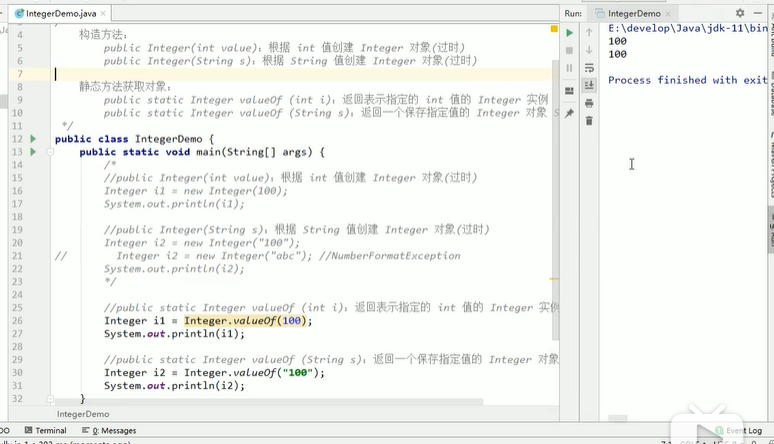 IntegerDemo.java
Run: IntegerDemo
4 构造方法:
5 public Integer(int value): 根据 int 值创建 Integer 对象(过时)
6 public Integer(String s): 根据 String 值创建 Integer 对象(过时)
7
8 静态方法获取对象:
9 public static Integer valueOf (int i): 返回表示指定的 int 值的 Integer 实例
10 public static Integer valueOf (String s): 返回一个保存指定值的 Integer 对象 S
11 */
12 public class IntegerDemo {
13 public static void main(String[] args) {
14 /*
15 //public Integer(int value): 根据 int 值创建 Integer 对象(过时)
16 Integer i1 = new Integer(100);
17 System.out.println(i1);
18
19 //public Integer(String s): 根据 String 值创建 Integer 对象(过时)
20 Integer i2 = new Integer("100");
21 // Integer i2 = new Integer("abc"); //NumberFormatException
22 System.out.println(i2);
23 */
24
25 //public static Integer valueOf (int i): 返回表示指定的 int 值的 Integer 实例
26 Integer i1 = Integer.valueOf(100);
27 System.out.println(i1);
28
29 //public static Integer valueOf (String s): 返回一个保存指定值的 Integer 对象
30 Integer i2 = Integer.valueOf("100");
31 System.out.println(i2);
32 }
IntegerDemo
E:\develop\Java\jdk-11\bin
100
100
Process finished with exit
Terminal
0: Messages
Event Log
7:1